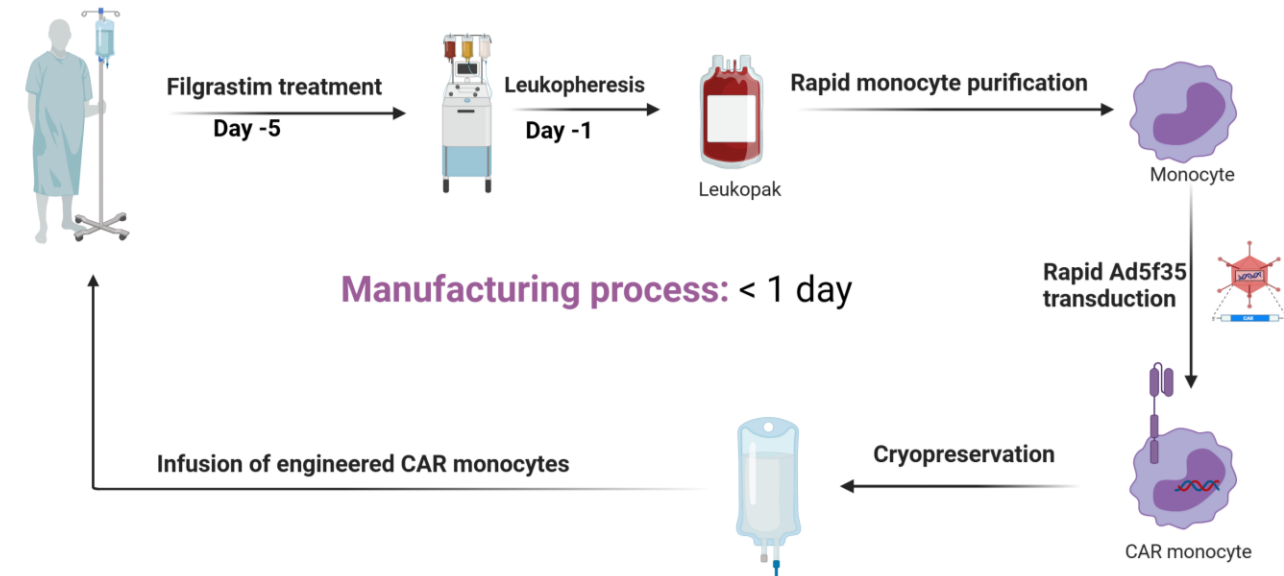 Filgrastim treatment
Day -5
Leukopheresis
Day -1
Leukopak
Rapid monocyte purification
Monocyte
Manufacturing process: < 1 day
Rapid Ad5f35
transduction
CAR
Infusion of engineered CAR monocytes
Cryopreservation
CAR monocyte